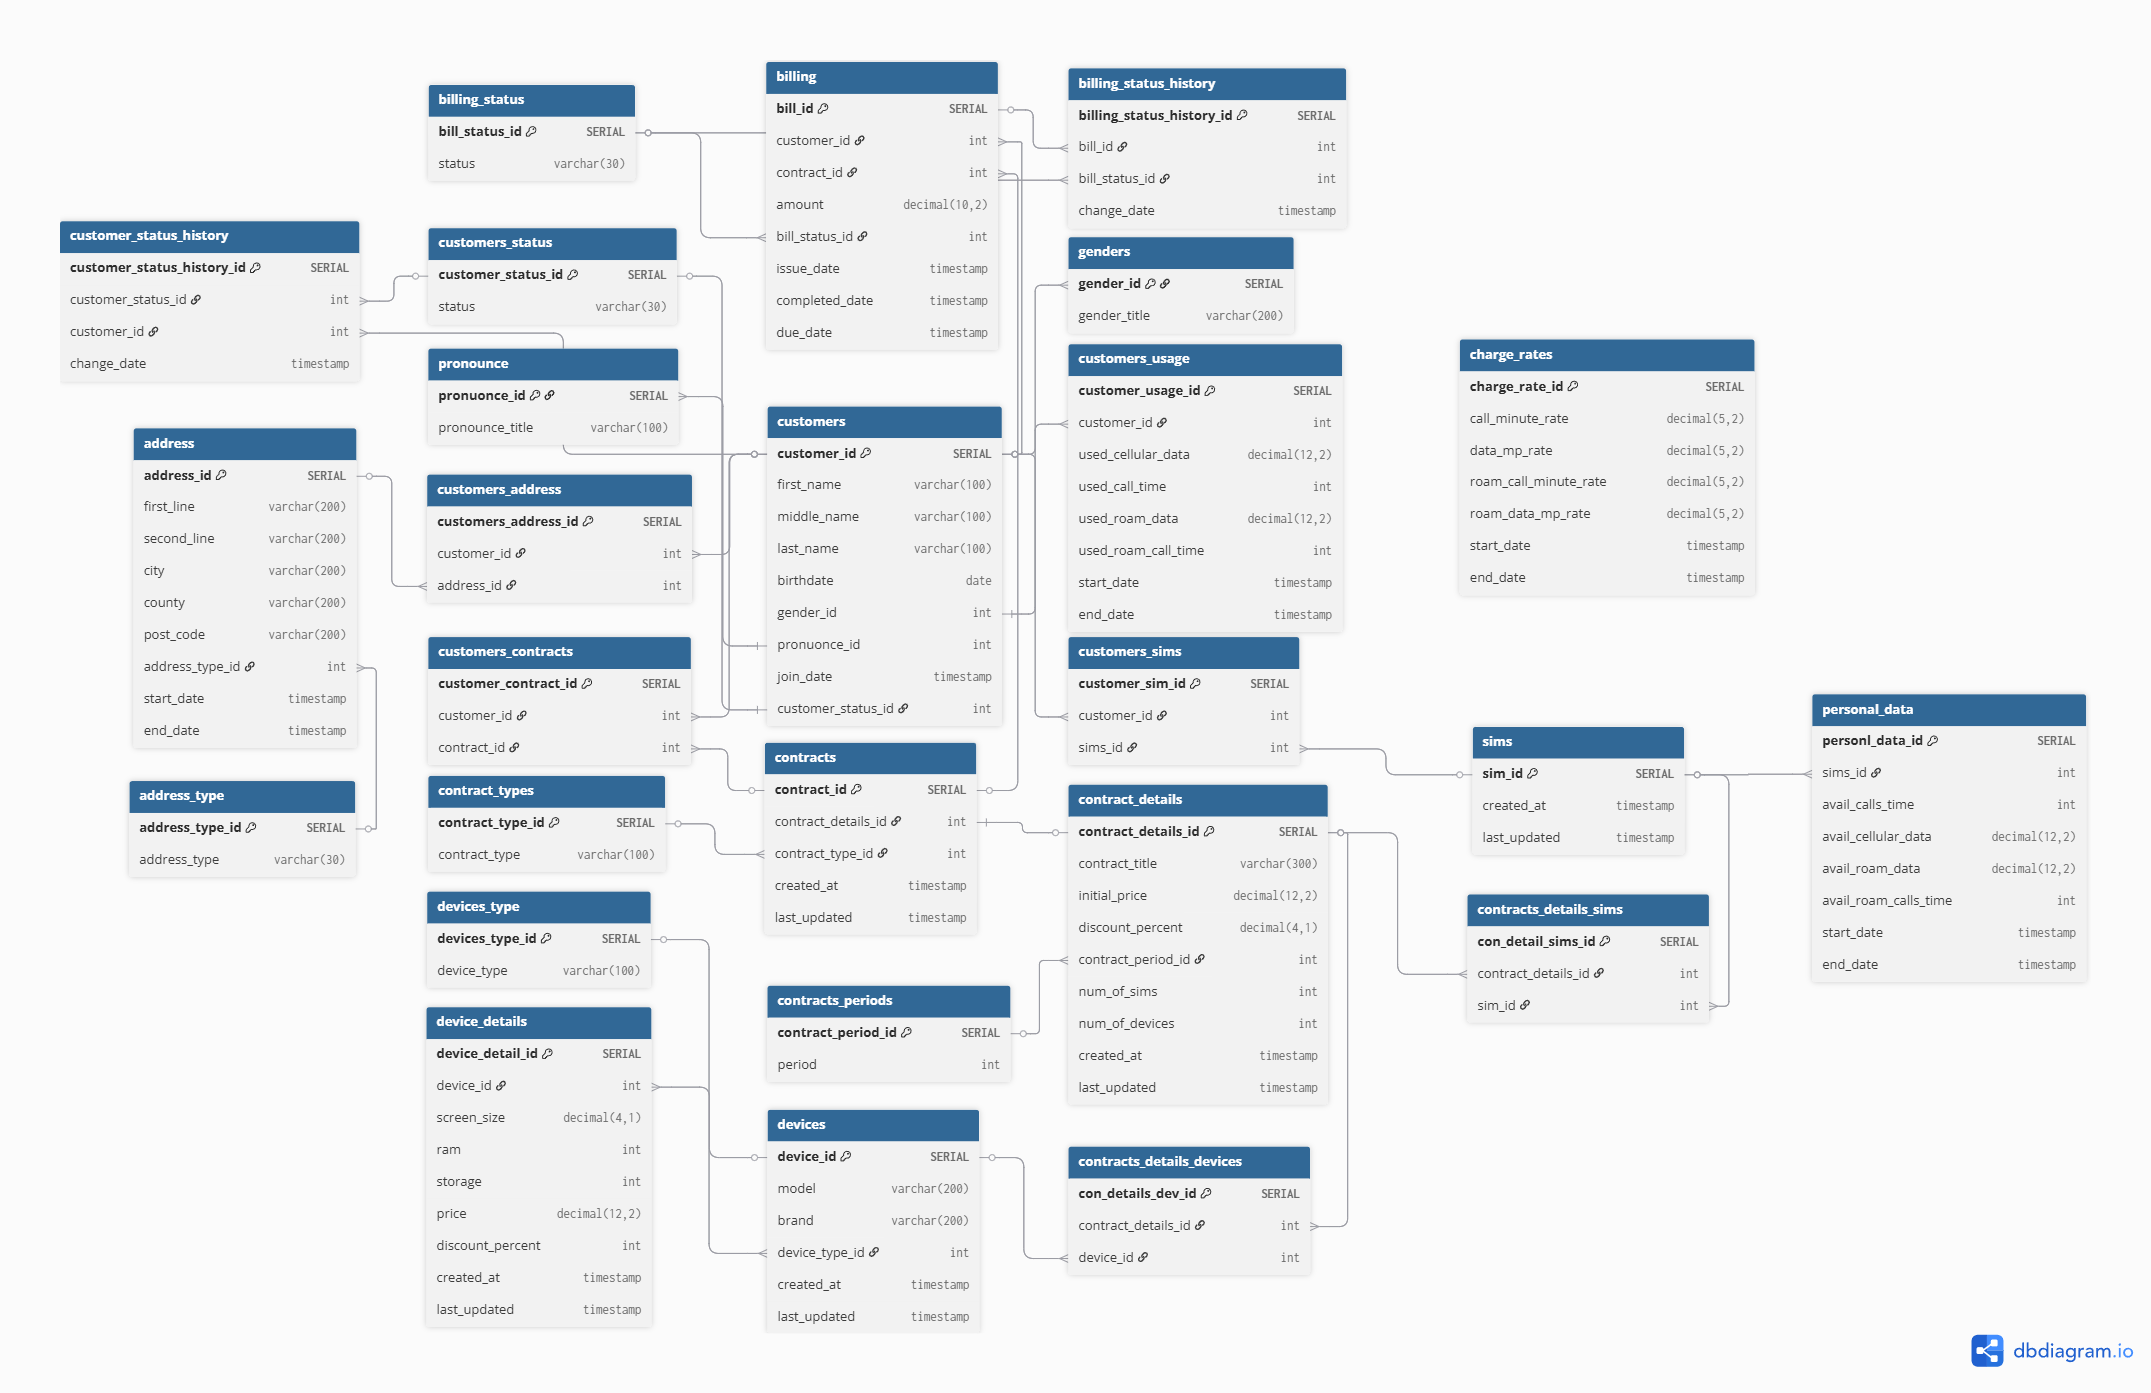 billing_status
bill_status_id SERIAL
status varchar(30)
billing
bill_id SERIAL
customer_id int
contract_id int
amount decimal(10,2)
bill_status_id int
issue_date timestamp
completed_date timestamp
due_date timestamp
billing_status_history
billing_status_history_id SERIAL
bill_id int
bill_status_id int
change_date timestamp
customer_status_history
customer_status_history_id SERIAL
customer_status_id int
customer_id int
change_date timestamp
customers_status
customer_status_id SERIAL
status varchar(30)
genders
gender_id SERIAL
gender_title varchar(200)
pronounce
pronuonce_id SERIAL
pronounce_title varchar(100)
customers_usage
customer_usage_id SERIAL
customer_id int
used_cellular_data decimal(12,2)
used_call_time int
used_roam_data decimal(12,2)
used_roam_call_time int
start_date timestamp
end_date timestamp
charge_rates
charge_rate_id SERIAL
call_minute_rate decimal(5,2)
data_mp_rate decimal(5,2)
roam_call_minute_rate decimal(5,2)
roam_data_mp_rate decimal(5,2)
start_date timestamp
end_date timestamp
address
address_id SERIAL
first_line varchar(200)
second_line varchar(200)
city varchar(200)
county varchar(200)
post_code varchar(200)
address_type_id int
start_date timestamp
end_date timestamp
customers_address
customers_address_id SERIAL
customer_id int
address_id int
customers
customer_id SERIAL
first_name varchar(100)
middle_name varchar(100)
last_name varchar(100)
birthdate date
gender_id int
pronuonce_id int
join_date timestamp
customer_status_id int
customers_contracts
customer_contract_id SERIAL
customer_id int
contract_id int
customers_sims
customer_sim_id SERIAL
customer_id int
sims_id int
sims
sim_id SERIAL
created_at timestamp
last_updated timestamp
personal_data
personl_data_id SERIAL
sims_id int
avail_calls_time int
avail_cellular_data decimal(12,2)
avail_roam_data decimal(12,2)
avail_roam_calls_time int
start_date timestamp
end_date timestamp
address_type
address_type_id SERIAL
address_type varchar(30)
contract_types
contract_type_id SERIAL
contract_type varchar(100)
contracts
contract_id SERIAL
contract_details_id int
contract_type_id int
created_at timestamp
last_updated timestamp
contract_details
contract_details_id SERIAL
contract_title varchar(300)
initial_price decimal(12,2)
discount_percent decimal(4,1)
contract_period_id int
num_of_sims int
num_of_devices int
created_at timestamp
last_updated timestamp
contracts_details_sims
con_detail_sims_id SERIAL
contract_details_id int
sim_id int
devices_type
devices_type_id SERIAL
device_type varchar(100)
device_details
device_detail_id SERIAL
device_id int
screen_size decimal(4,1)
ram int
storage int
price decimal(12,2)
discount_percent int
created_at timestamp
last_updated timestamp
contracts_periods
contract_period_id SERIAL
period int
devices
device_id SERIAL
model varchar(200)
brand varchar(200)
device_type_id int
created_at timestamp
last_updated timestamp
contracts_details_devices
con_details_dev_id SERIAL
contract_details_id int
device_id int
dbdiagram.io